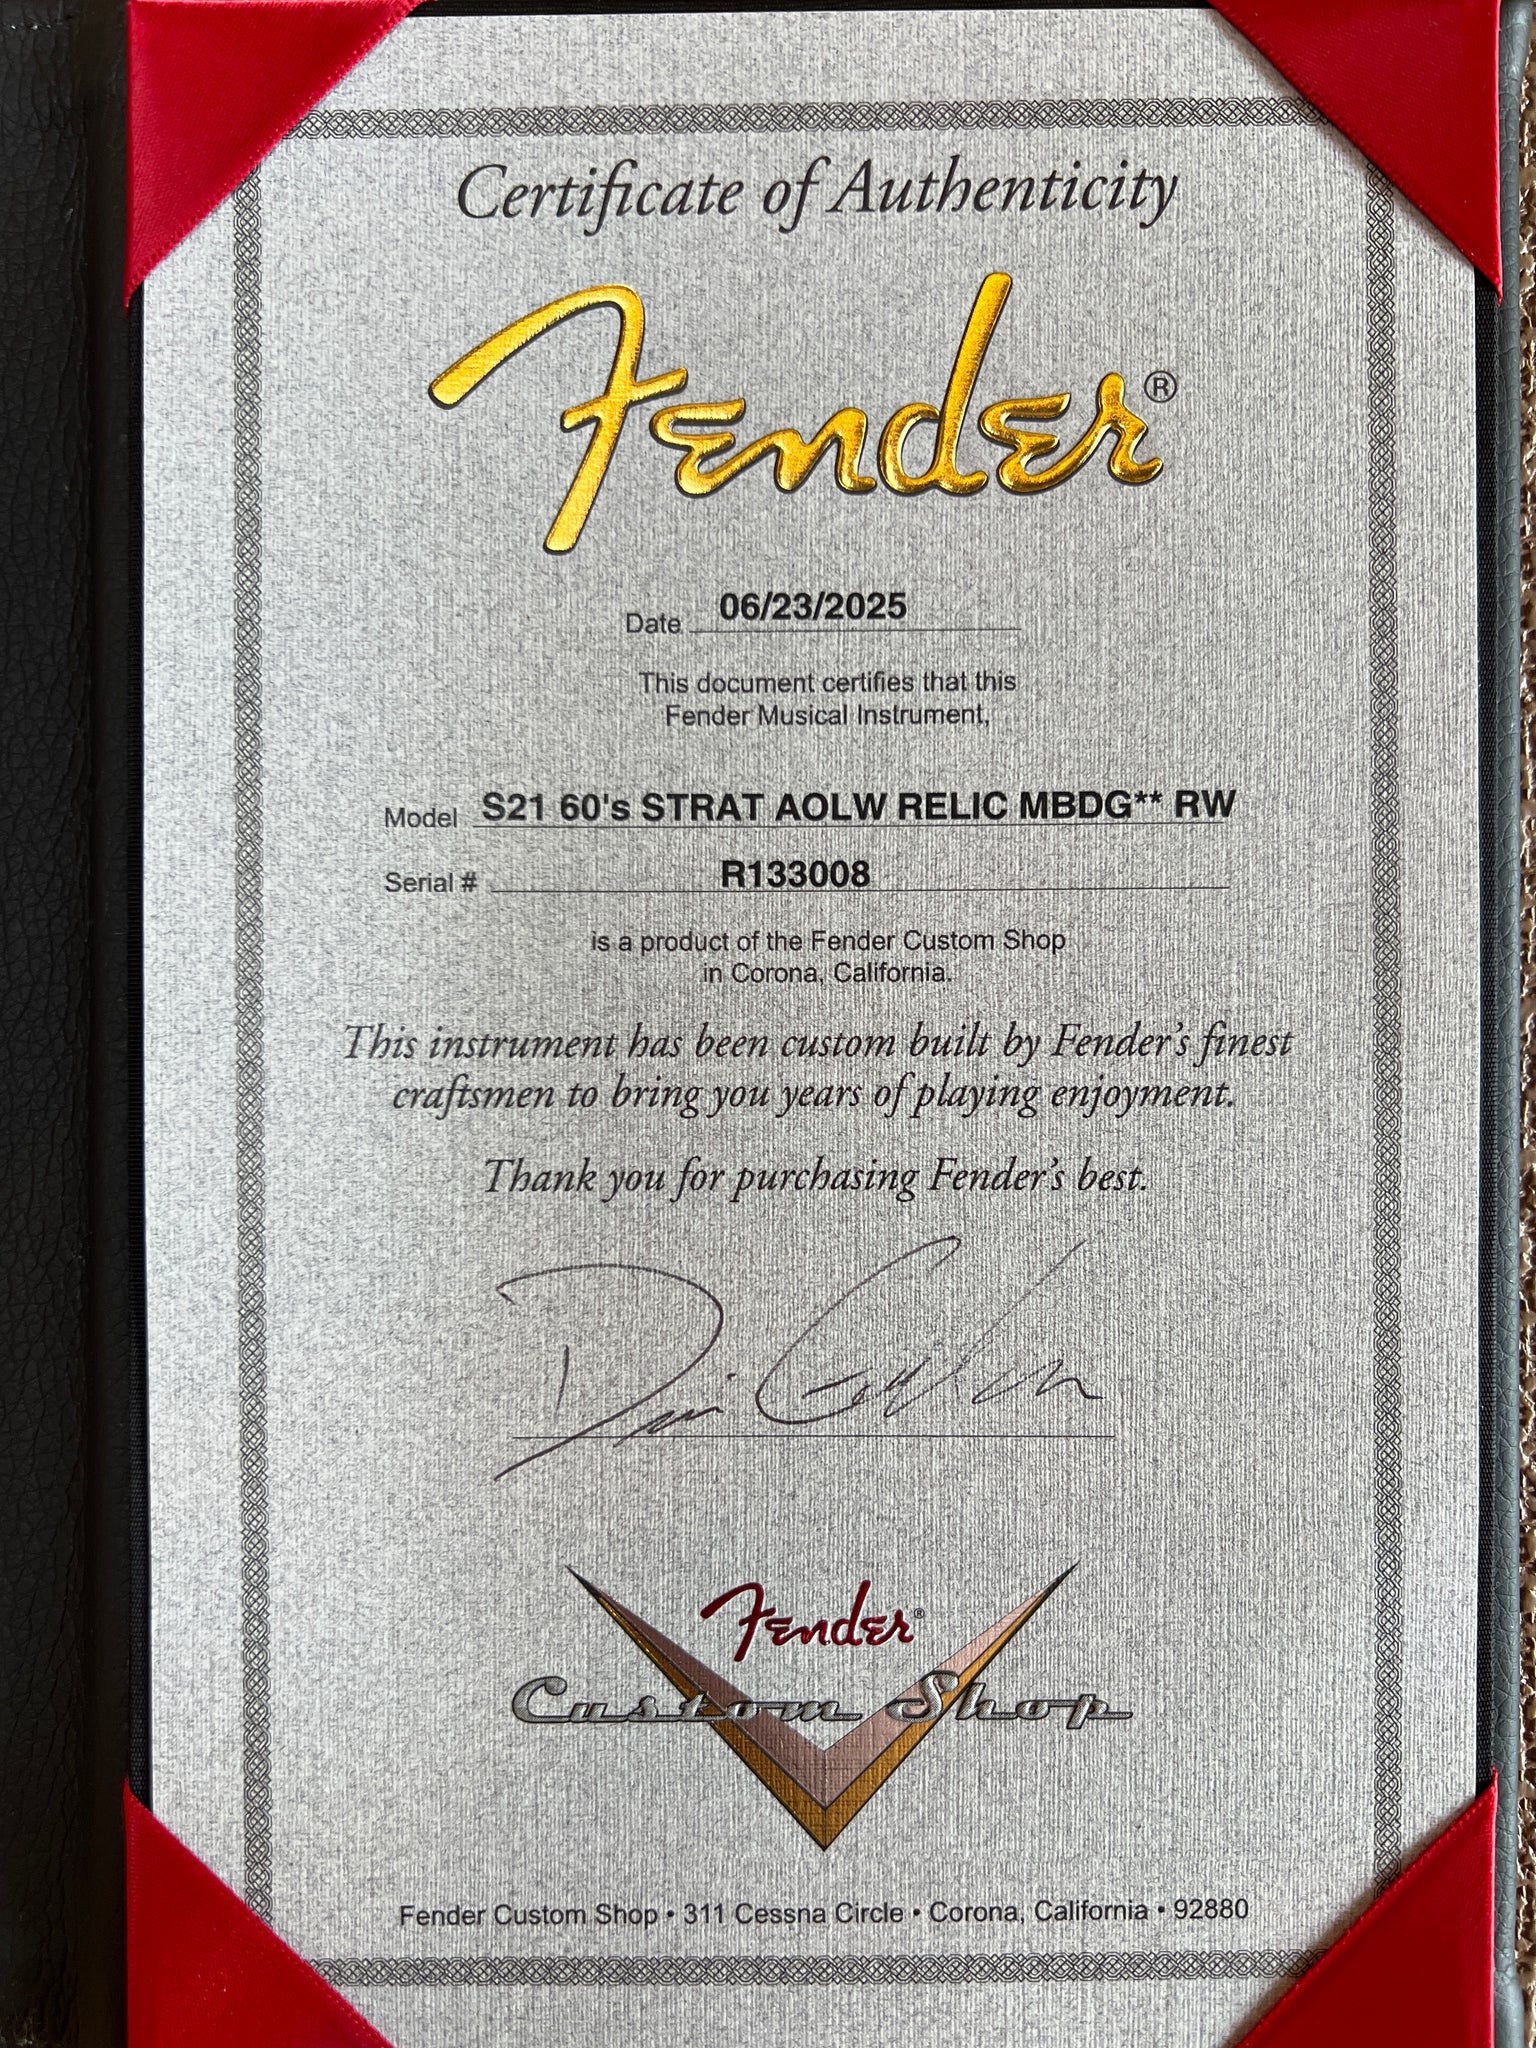 Certificate of Authenticity
Fender®
Date 06/23/2025
This document certifies that this
Fender Musical Instrument,
Model S21 60's STRAT AOLW RELIC MBDG** RW
Serial # R133008
is a product of the Fender Custom Shop
in Corona, California.
This instrument has been custom built by Fender's finest
craftsmen to bring you years of playing enjoyment.
Thank you for purchasing Fender's best.
Fender®
Custom Shop
Fender Custom Shop • 311 Cessna Circle • Corona, California • 92880